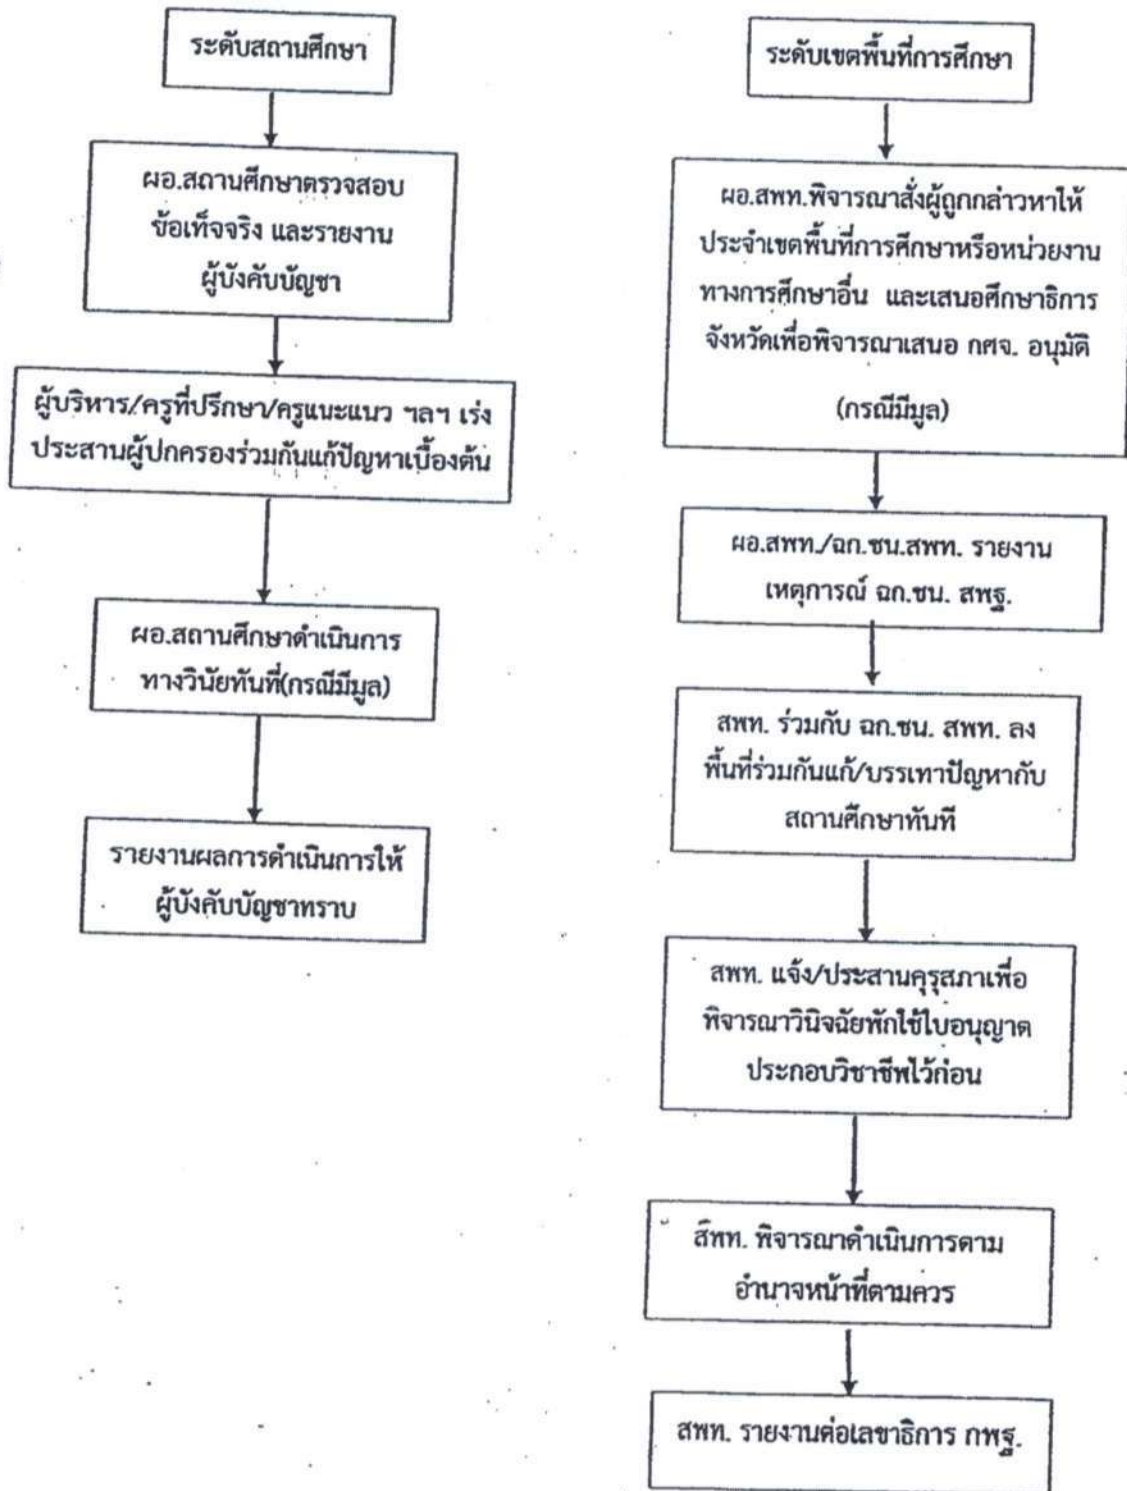 ระดับสถานศึกษา
ผอ.สถานศึกษาตรวจสอบ
ข้อเท็จจริง และรายงาน
ผู้บังคับบัญชา
ผู้บริหาร/ครูที่ปรึกษา/ครูแนะแนว ฯลฯ เร่ง
ประสานผู้ปกครองร่วมกันแก้ปัญหาเบื้องต้น
ผอ.สถานศึกษาดำเนินการ
ทางวินัยทันที(กรณีมีมูล)
รายงานผลการดำเนินการให้
ผู้บังคับบัญชาทราบ
ระดับเขตพื้นที่การศึกษา
ผอ.สพท.พิจารณาสั่งผู้ถูกกล่าวหาให้
ประจำเขตพื้นที่การศึกษาหรือหน่วยงาน
ทางการศึกษาอื่น และเสนอศึกษาธิการ
จังหวัดเพื่อพิจารณาเสนอ กศจ. อนุมัติ
(กรณีมีมูล)
ผอ.สพท./ฉก.ชน.สพท. รายงาน
เหตุการณ์ ฉก.ชน. สพฐ.
สพท. ร่วมกับ ฉก.ชน. สพท. ลง
พื้นที่ร่วมกันแก้/บรรเทาปัญหากับ
สถานศึกษาทันที
สพท. แจ้ง/ประสานคุรุสภาเพื่อ
พิจารณาวินิจฉัยพักใช้ใบอนุญาต
ประกอบวิชาชีพไว้ก่อน
สพท. พิจารณาดำเนินการตาม
อำนาจหน้าที่ตามควร
สพท. รายงานต่อเลขาธิการ กพฐ.